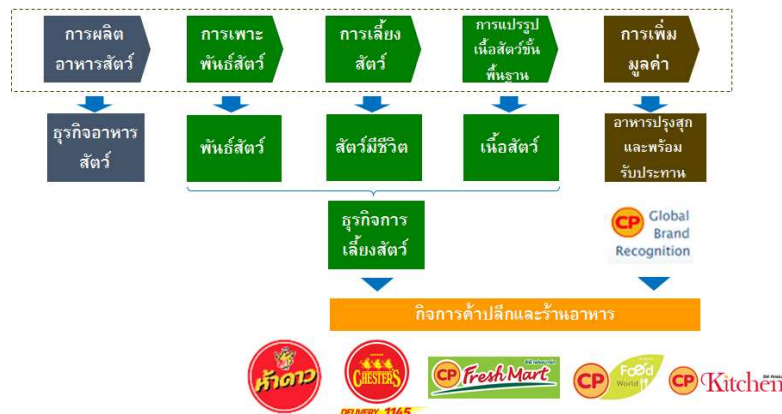 การผลิต
อาหารสัตว์
การเพาะ
พันธ์สัตว์
การเลี้ยง
สัตว์
การแปรรูป
เนื้อสัตว์ขั้น
พื้นฐาน
การเพิ่ม
มูลค่า
ธุรกิจอาหาร
สัตว์
พันธ์สัตว์
สัตว์มีชีวิต
เนื้อสัตว์
อาหารปรุงสุก
และพร้อม
รับประทาน
ธุรกิจการ
เลี้ยงสัตว์
CP Global
Brand
Recognition
กิจการค้าปลีกและร้านอาหาร
ห้าดาว
CHESTER'S
DELIVERY 1145
CP FreshMart
CP Food
World
CP Kitchen